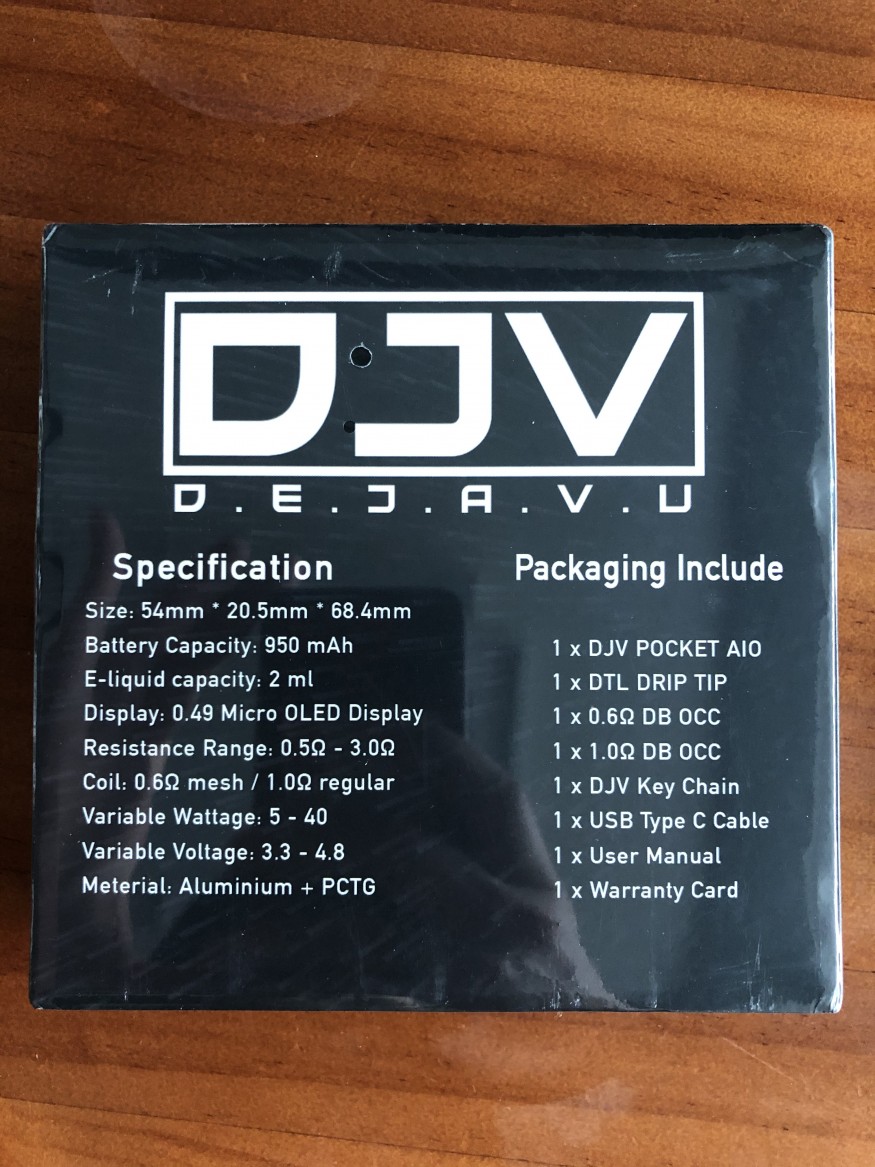 DJV
D.E.J.A.V.U
Specification
Size: 54mm * 20.5mm * 68.4mm
Battery Capacity: 950 mAh
E-liquid capacity: 2 ml
Display: 0.49 Micro OLED Display
Resistance Range: 0.5Ω - 3.0Ω
Coil: 0.6Ω mesh / 1.0Ω regular
Variable Wattage: 5 - 40
Variable Voltage: 3.3 - 4.8
Meterial: Aluminium + PCTG
Packaging Include
1 x DJV POCKET AIO
1 x DTL DRIP TIP
1 x 0.6Ω DB OCC
1 x 1.0Ω DB OCC
1 x DJV Key Chain
1 x USB Type C Cable
1 x User Manual
1 x Warranty Card